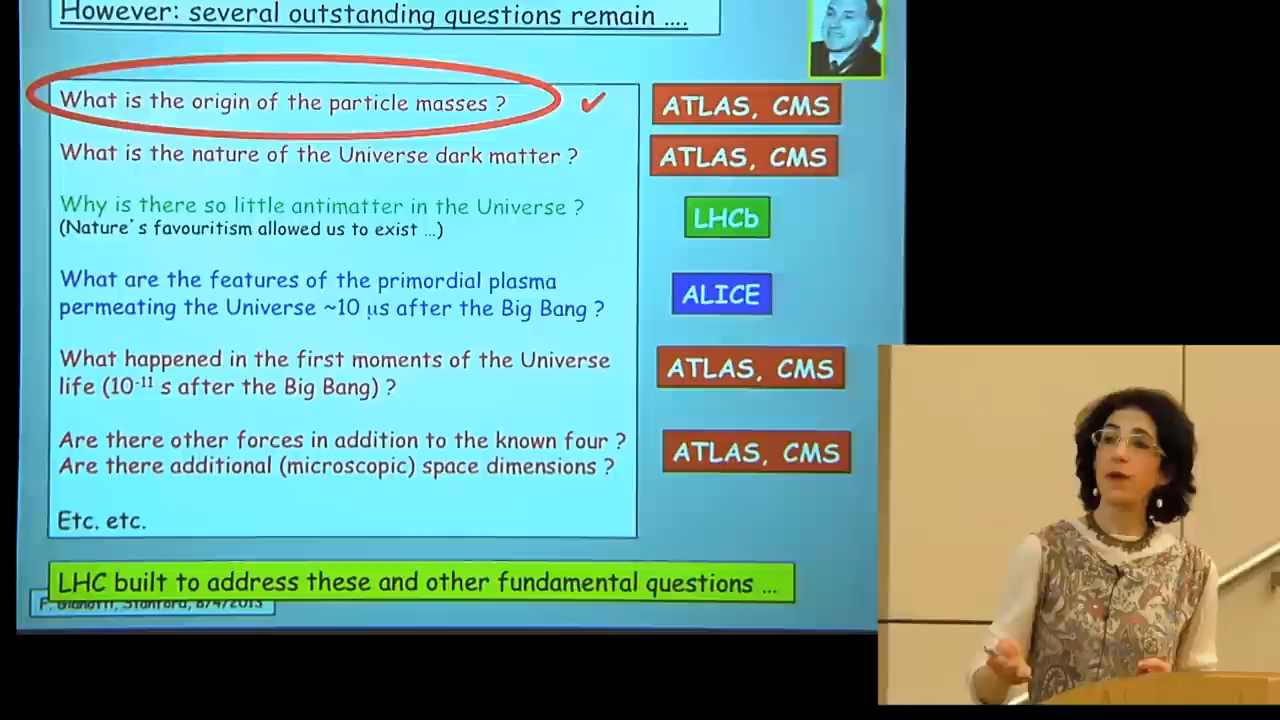 However: several outstanding questions remain ....
What is the origin of the particle masses ? ✓
ATLAS, CMS
What is the nature of the Universe dark matter ?
ATLAS, CMS
Why is there so little antimatter in the Universe ?
(Nature's favouritism allowed us to exist …)
LHCb
What are the features of the primordial plasma
permeating the Universe ~10 μs after the Big Bang ?
ALICE
What happened in the first moments of the Universe
life (10⁻¹¹ s after the Big Bang) ?
ATLAS, CMS
Are there other forces in addition to the known four ?
Are there additional (microscopic) space dimensions ?
ATLAS, CMS
Etc. etc.
LHC built to address these and other fundamental questions …
F. Gianotti, Stanford,